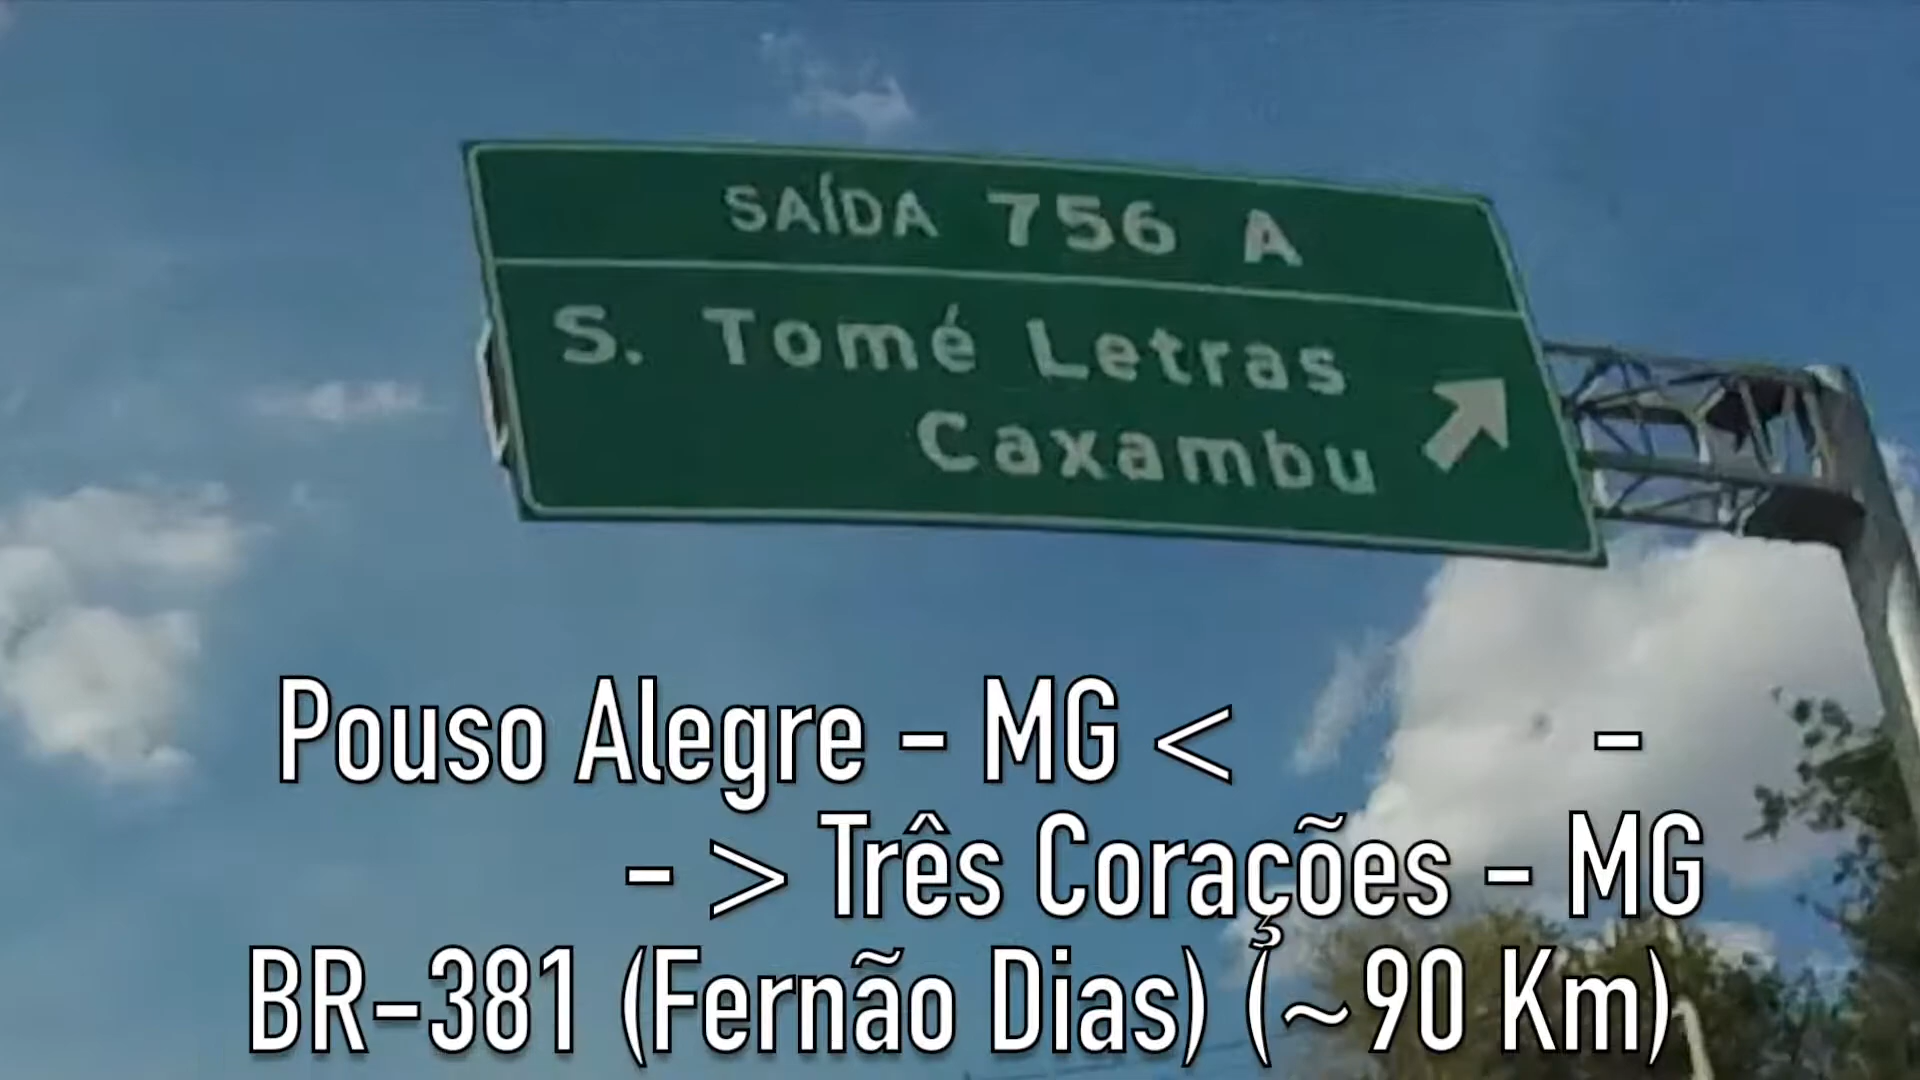 SAÍDA 756 A
S. Tomé Letras
Caxambu
Pouso Alegre - MG < -
- > Três Corações - MG
BR-381 (Fernão Dias) (~90 Km)